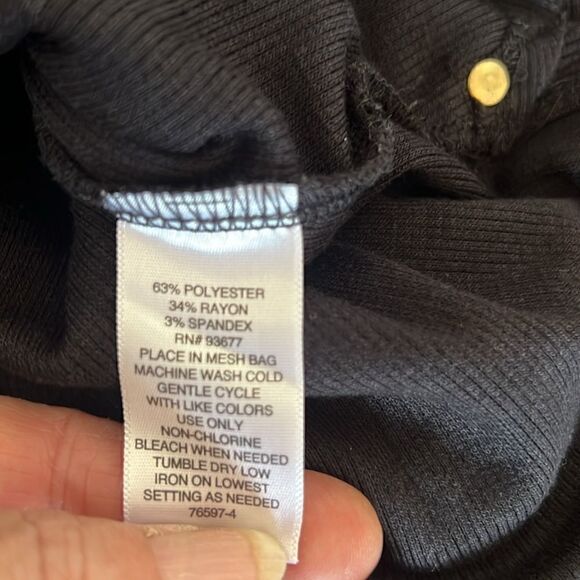 63% POLYESTER
34% RAYON
3% SPANDEX
RN# 93677
PLACE IN MESH BAG
MACHINE WASH COLD
GENTLE CYCLE
WITH LIKE COLORS
USE ONLY
NON-CHLORINE
BLEACH WHEN NEEDED
TUMBLE DRY LOW
IRON ON LOWEST
SETTING AS NEEDED
76597-4